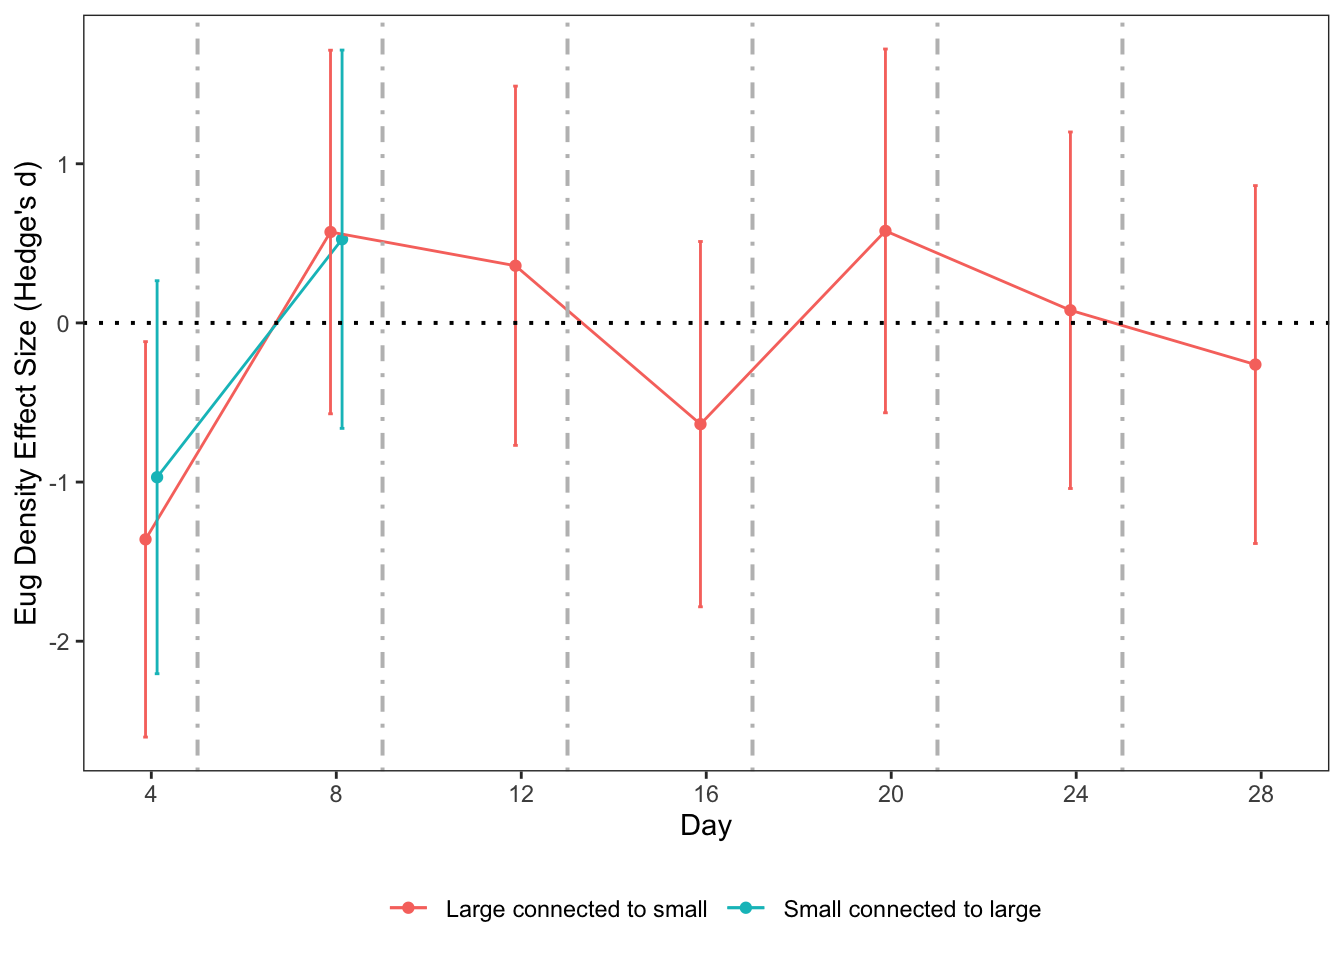 Eug Density Effect Size (Hedge's d)
1
0
-1
-2
4 8 12 16 20 24 28
Day
Large connected to small Small connected to large